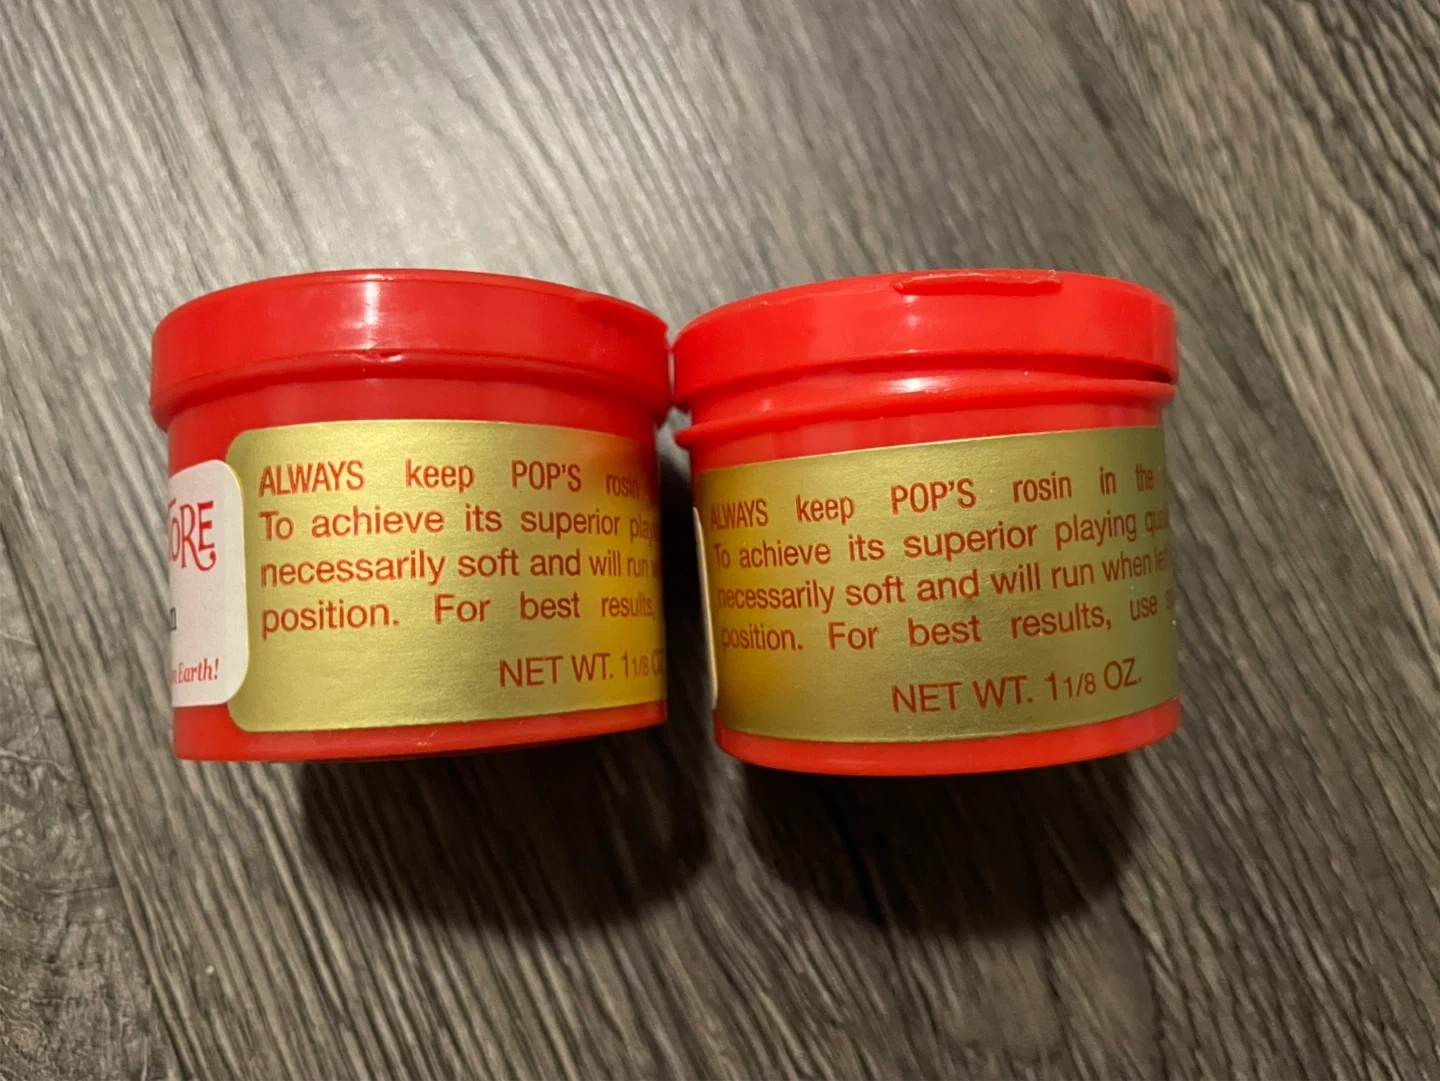 TORE
Earth!
ALWAYS keep POP'S rosin
To achieve its superior
necessarily soft and will run
position. For best results,
NET WT. 1 1/8
ALWAYS keep POP'S rosin in the
To achieve its superior playing
necessarily soft and will run when
position. For best results, use
NET WT. 1 1/8 OZ.